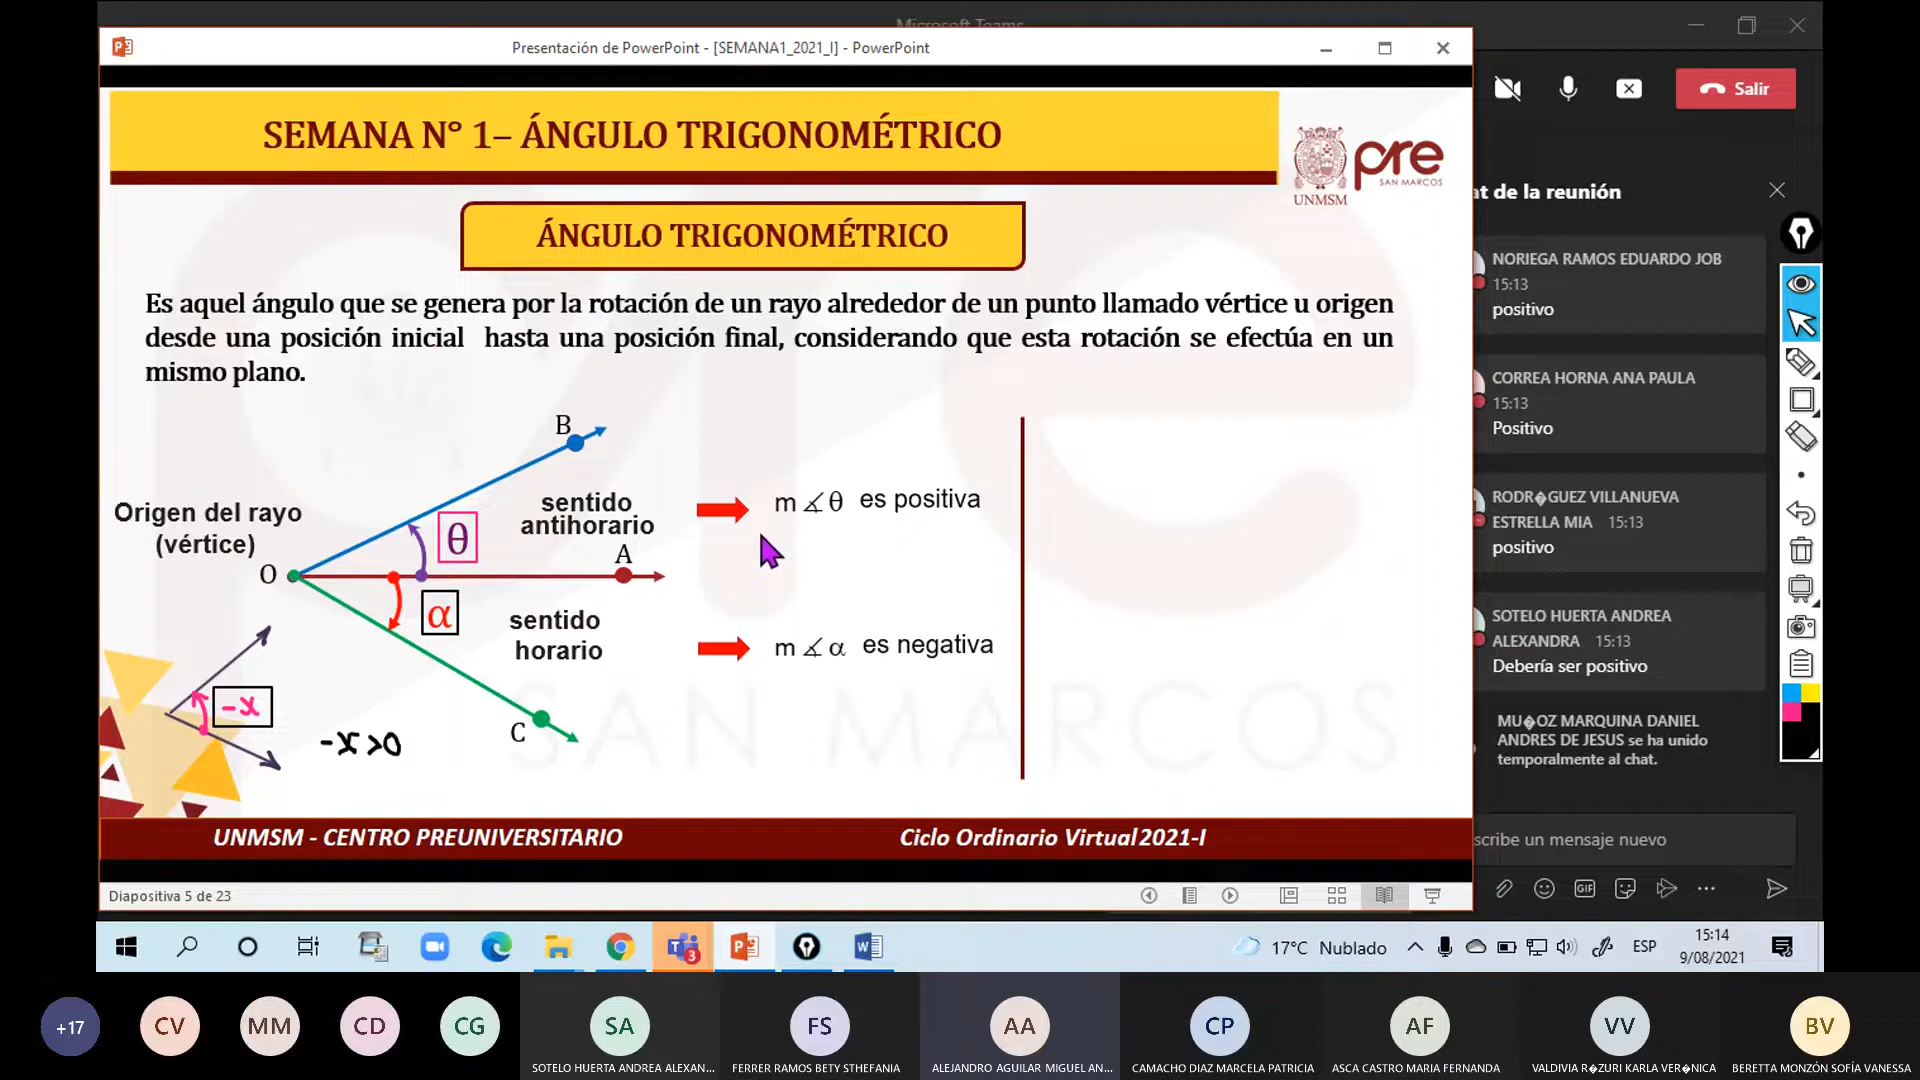 Microsoft Teams
Presentación de PowerPoint - [SEMANA1_2021_I] - PowerPoint
Salir
SEMANA N° 1– ÁNGULO TRIGONOMÉTRICO
UNMSM
pre
SAN MARCOS
ÁNGULO TRIGONOMÉTRICO
Es aquel ángulo que se genera por la rotación de un rayo alrededor de un punto llamado vértice u origen
desde una posición inicial hasta una posición final, considerando que esta rotación se efectúa en un
mismo plano.
B
Origen del rayo
(vértice)
O
θ
sentido
antihorario
A
m ∡ θ es positiva
α
sentido
horario
m ∡ α es negativa
C
-x
-x>0
SAN MARCOS
UNMSM - CENTRO PREUNIVERSITARIO
Ciclo Ordinario Virtual 2021-I
Diapositiva 5 de 23
at de la reunión
NORIEGA RAMOS EDUARDO JOB
15:13
positivo
CORREA HORNA ANA PAULA
15:13
Positivo
RODR�GUEZ VILLANUEVA
ESTRELLA MIA 15:13
positivo
SOTELO HUERTA ANDREA
ALEXANDRA 15:13
Debería ser positivo
MU�OZ MARQUINA DANIEL
ANDRES DE JESUS se ha unido
temporalmente al chat.
scribe un mensaje nuevo
GIF
3
17°C Nublado
ESP
15:14
9/08/2021
+17
CV
MM
CD
CG
SA
FS
AA
CP
AF
VV
BV
SOTELO HUERTA ANDREA ALEXAN...
FERRER RAMOS BETY STHEFANIA
ALEJANDRO AGUILAR MIGUEL AN...
CAMACHO DIAZ MARCELA PATRICIA
ASCA CASTRO MARIA FERNANDA
VALDIVIA R�ZURI KARLA VER�NICA
BERETTA MONZÓN SOFÍA VANESSA